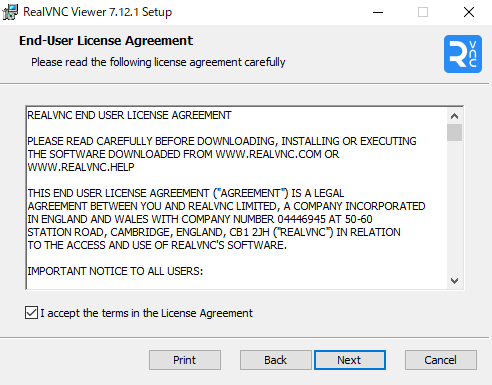 RealVNC Viewer 7.12.1 Setup
End-User License Agreement
Please read the following license agreement carefully
R VNC
REALVNC END USER LICENSE AGREEMENT
PLEASE READ CAREFULLY BEFORE DOWNLOADING, INSTALLING OR EXECUTING
THE SOFTWARE DOWNLOADED FROM WWW.REALVNC.COM OR
WWW.REALVNC.HELP
THIS END USER LICENSE AGREEMENT ("AGREEMENT") IS A LEGAL
AGREEMENT BETWEEN YOU AND REALVNC LIMITED, A COMPANY INCORPORATED
IN ENGLAND AND WALES WITH COMPANY NUMBER 04446945 AT 50-60
STATION ROAD, CAMBRIDGE, ENGLAND, CB1 2JH ("REALVNC") IN RELATION
TO THE ACCESS AND USE OF REALVNC'S SOFTWARE.
IMPORTANT NOTICE TO ALL USERS:
I accept the terms in the License Agreement
Print Back Next Cancel